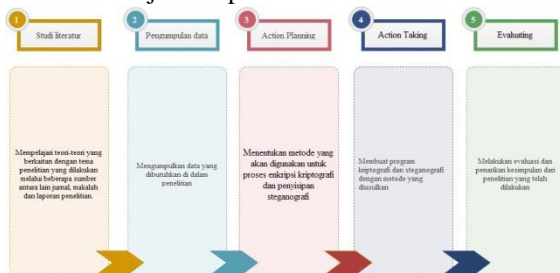 1
Studi literatur
2
Pengumpulan data
3
Action Planning
4
Action Taking
5
Evaluating
Mempelajari teori-teori yang
berkaitan dengan tema
penelitian yang dilakukan
melalui beberapa sumber
antara lain jurnal, makalah
dan laporan penelitian.
Mengumpulkan data yang
dibutuhkan di dalam
penelitian
Menentukan metode yang
akan digunakan untuk
proses enkripsi kriptografi
dan penyisipan
steganografi
Membuat program
kriptografi dan steganografi
dengan metode yang
diusulkan
Melakukan evaluasi dan
penarikan kesimpulan dari
penelitian yang telah
dilakukan